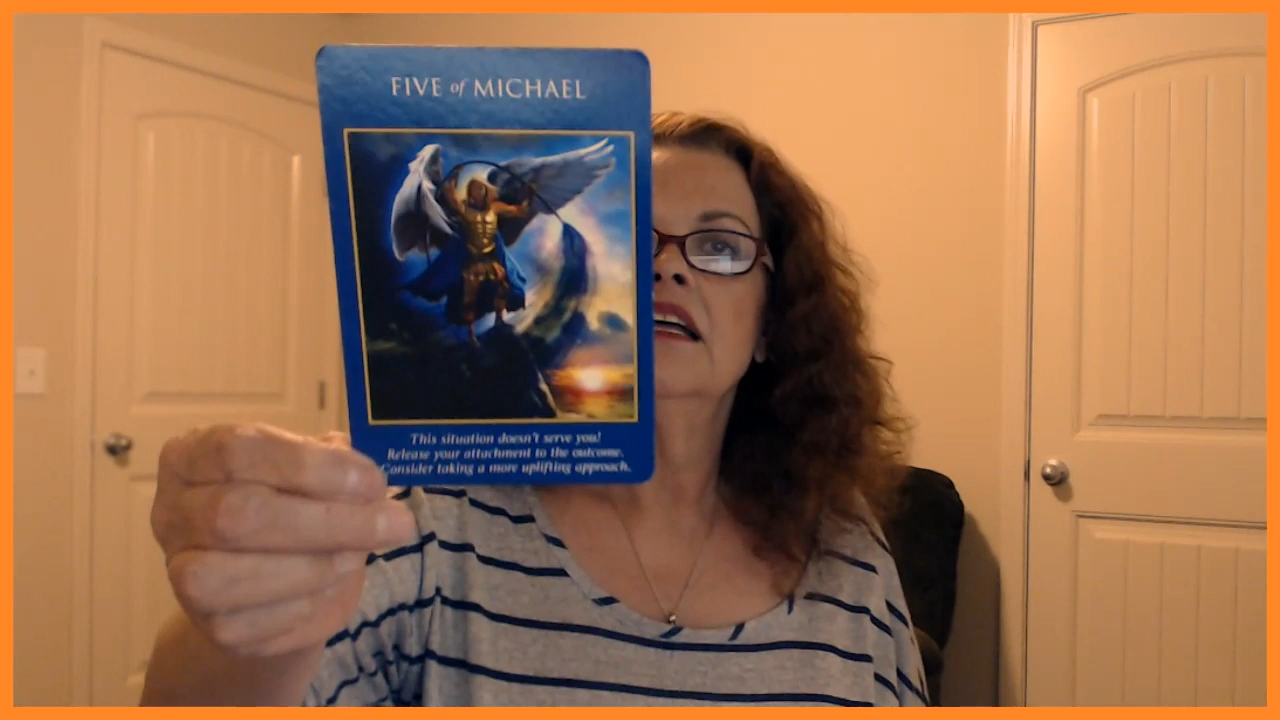 FIVE of MICHAEL
This situation doesn't serve you!
Release your attachment to the outcome.
Consider taking a more uplifting approach.